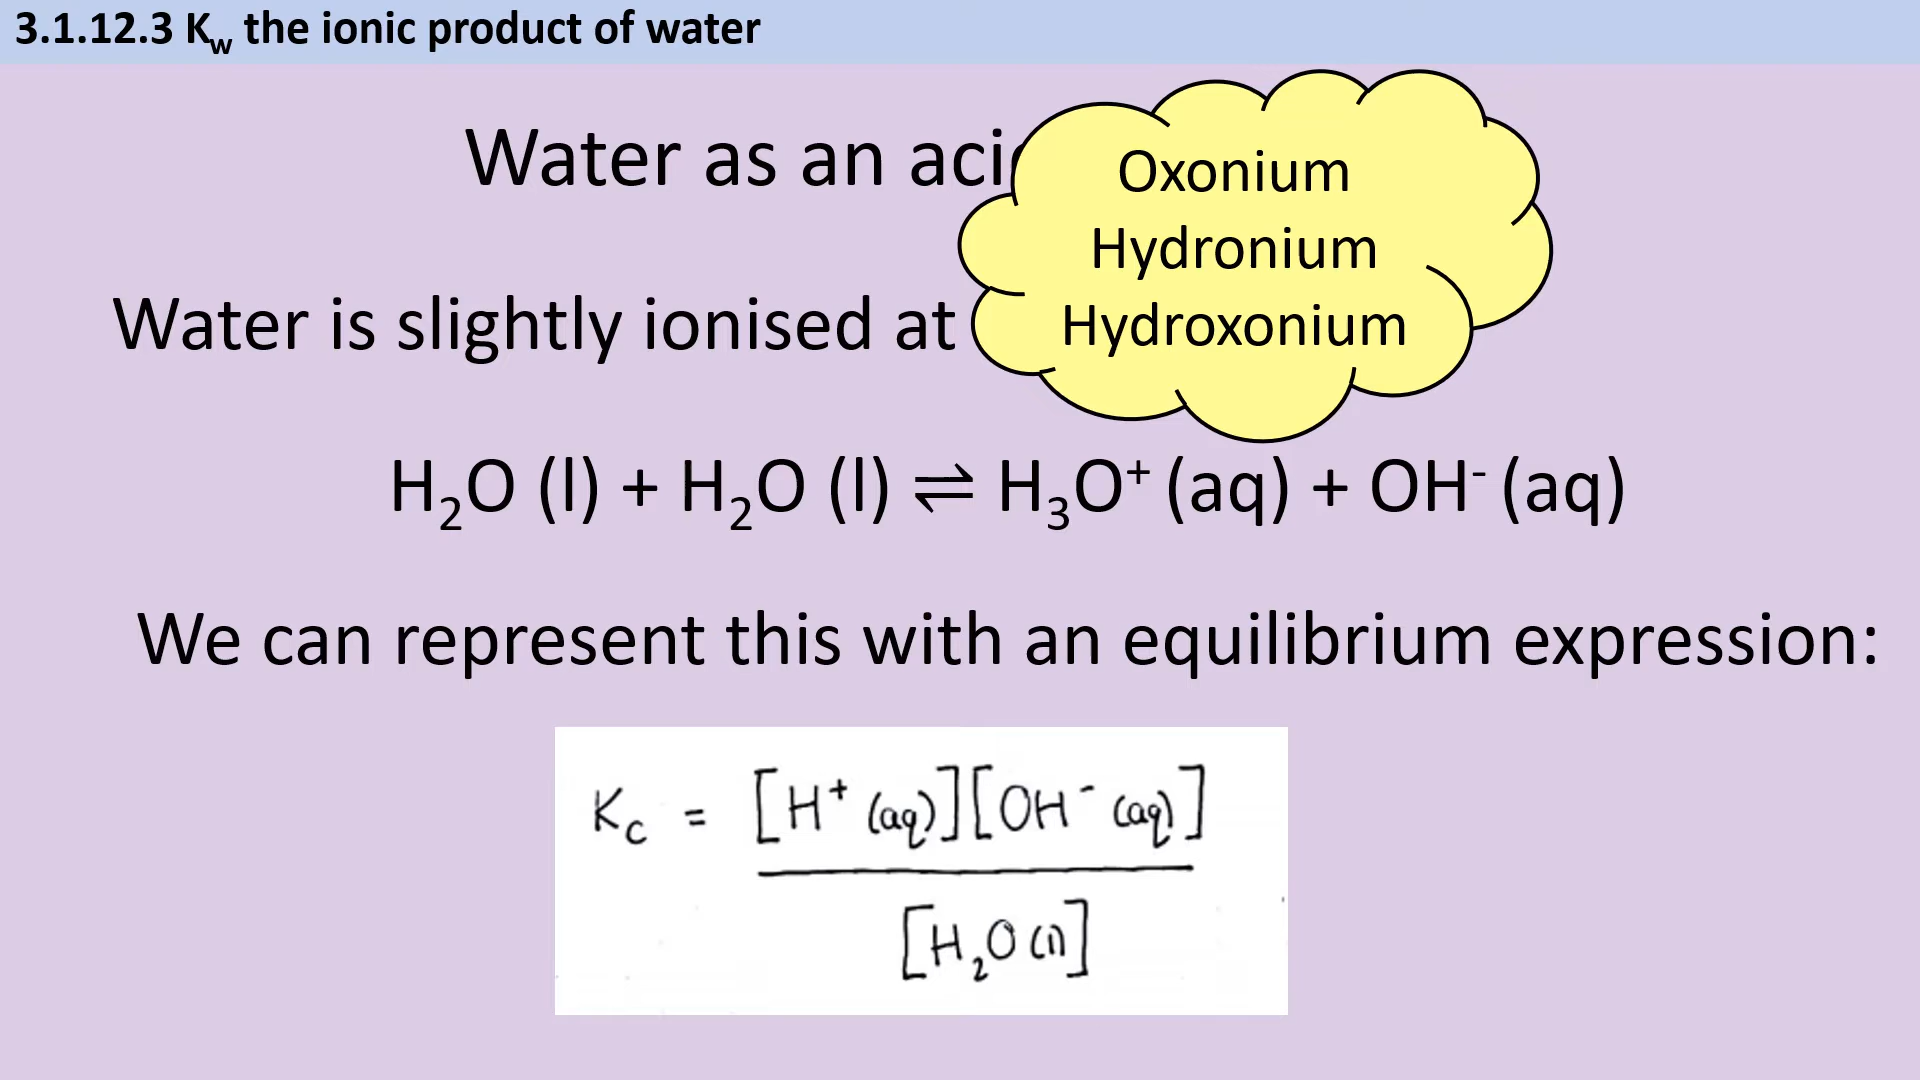 3.1.12.3 Kw the ionic product of water
Water as an aci
Oxonium
Hydronium
Hydroxonium
Water is slightly ionised at
H₂O (l) + H₂O (l) ⇌ H₃O⁺ (aq) + OH⁻ (aq)
We can represent this with an equilibrium expression:
Kc = [H⁺ (aq)][OH⁻ (aq)]
[H₂O (l)]